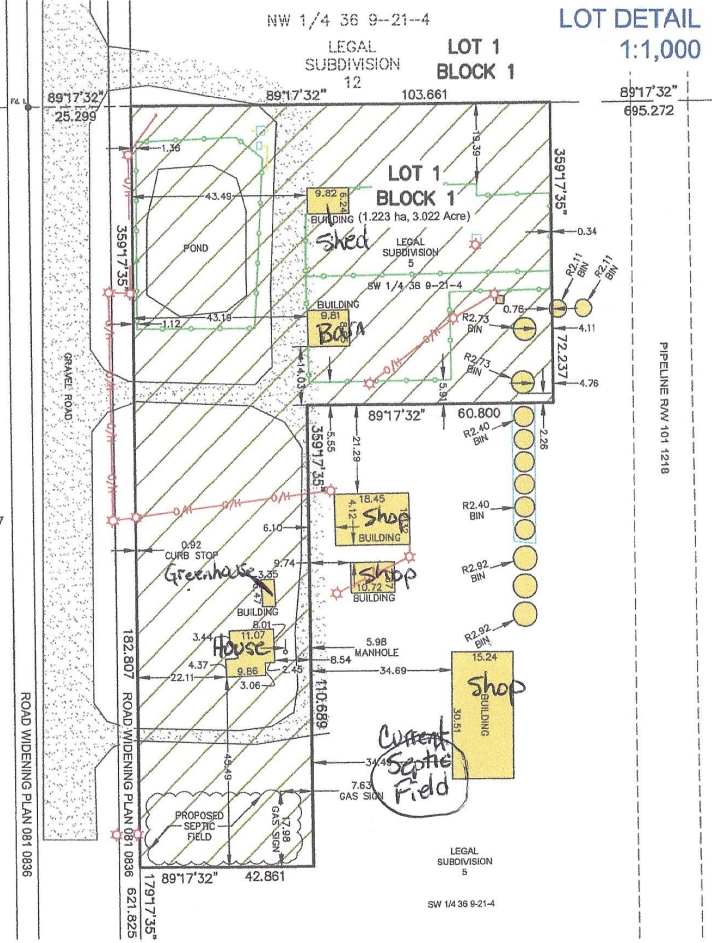 NW 1/4 36 9--21--4
LOT DETAIL
1:1,000
LEGAL
SUBDIVISION
12
LOT 1
BLOCK 1
89°17'32"
25.299
89°17'32"
103.661
89°17'32"
695.272
19.39
1.36
43.49
9.82
6.24
BUILDING
Shed
LOT 1
BLOCK 1
(1.223 ha, 3.022 Acre)
LEGAL
SUBDIVISION
5
SW 1/4 36 9-21-4
359°17'35"
0.34
359°17'35"
POND
R2.11
BIN
R2.11
BIN
0.76
1.12
43.19
BUILDING
9.81
Barn
R2.73
BIN
4.11
72.237
R2.73
BIN
4.76
14.03
5.91
GRAVEL ROAD
PIPELINE R/W 101 1218
89°17'32"
60.800
2.26
359°17'35"
5.55
21.29
R2.40
BIN
18.45
4.12
Shop
BUILDING
R2.40
BIN
6.10
0.92
CURB STOP
9.74
Greenhouse
3.35
BUILDING
Shop
10.72
BUILDING
R2.92
BIN
R2.92
BIN
8.01
3.44
11.07
House
5.98
MANHOLE
8.54
4.37
9.86
2.45
22.11
3.06
34.69
15.24
Shop
BUILDING
30.51
182.807
110.689
45.49
ROAD WIDENING PLAN 081 0836
ROAD WIDENING PLAN 081 0836
34.49
Current
Septic
Field
7.63
GAS SIGN
PROPOSED
SEPTIC
FIELD
17.98
GAS SIGN
LEGAL
SUBDIVISION
5
89°17'32"
42.861
179°17'35"
621.825
SW 1/4 36 9-21-4